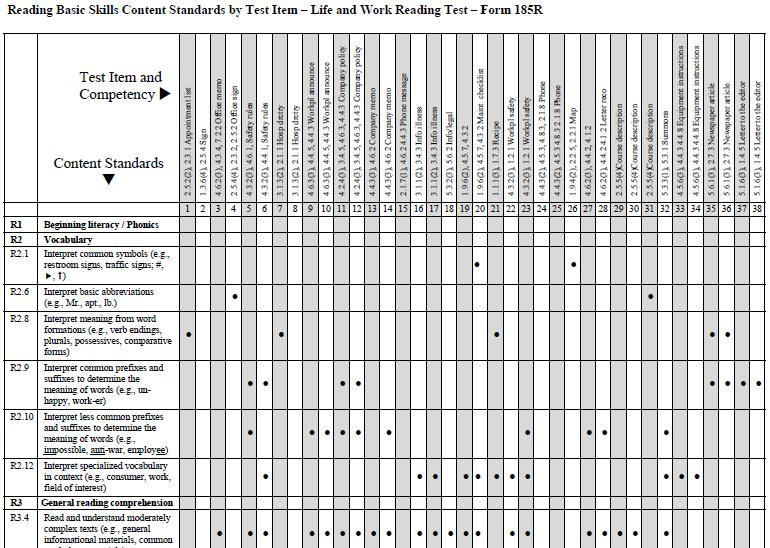 Reading Basic Skills Content Standards by Test Item – Life and Work Reading Test – Form 185R
Test Item and
Competency ▶
Content Standards
▼
2.5.2(2), 2.3.1 Appointment list
1.3.6(4), 2.5.4 Sign
4.6.2(3), 4.3.4, 7.2.2 Office memo
2.5.4(4), 2.3.2, 2.5.2 Office sign
4.3.2(3), 4.6.1, Safety rules
4.3.2(3), 4.4.1, Safety rules
3.1.3(2), 2.1.1 Hosp drctry
3.1.3(2), 2.1.1 Hosp drctry
4.6.3(3), 4.4.5, 4.4.3 Workpl announce
4.6.3(3), 4.4.5, 4.4.3 Workpl announce
4.2.4(3), 3.4.5, 4.6.3, 4.4.3 Company policy
4.2.4(3), 3.4.5, 4.6.3, 4.4.3 Company policy
4.4.3(3), 4.6.2 Company memo
4.4.3(3), 4.6.2 Company memo
2.1.7(1), 4.6.2 4.4.3 Phone message
3.1.1(2), 3.4.3 Info illness
3.1.1(2), 3.4.3 Info illness
5.3.2(3), 5.6.2 Info/legal
1.9.6(2), 4.5.7, 4.3.2
1.9.6(2), 4.5.7, 4.3.2 Maint checklist
1.1.1(3), 1.7.3 Recipe
4.3.2(3), 1.2.1 Workpl safety
4.3.2(3), 1.2.1 Workpl safety
4.4.3(2), 4.5.3, 4.8.3, 2.1.8 Phone
4.4.3(2), 4.5.3 4.8.3 2.1.8 Phone
1.9.4(2), 2.2.5, 2.2.1 Map
4.6.2(3), 4.4.2, 4.1.2
4.6.2(3), 4.4.2 4.1.2 Letter reco
2.5.5(4) Course description
2.5.5(4) Course description
2.5.5(4) Course description
5.3.3(1), 5.3.1 Summons
4.5.6(3), 4.4.3 4.4.8 Equipment instructions
4.5.6(3), 4.4.3 4.4.8 Equipment instructions
5.6.1(3), 2.7.3 Newspaper article
5.6.1(3), 2.7.3 Newspaper article
5.1.6(3), 1.4.5 Letter to the editor
5.1.6(3), 1.4.5 Letter to the editor
1 2 3 4 5 6 7 8 9 10 11 12 13 14 15 16 17 18 19 20 21 22 23 24 25 26 27 28 29 30 31 32 33 34 35 36 37 38
R1 Beginning literacy / Phonics
R2 Vocabulary
R2.1 Interpret common symbols (e.g.,
restroom signs, traffic signs; #,
►, ↑)
R2.6 Interpret basic abbreviations
(e.g., Mr., apt., lb.)
R2.8 Interpret meaning from word
formations (e.g., verb endings,
plurals, possessives, comparative
forms)
R2.9 Interpret common prefixes and
suffixes to determine the
meaning of words (e.g., un-
happy, work-er)
R2.10 Interpret less common prefixes
and suffixes to determine the
meaning of words (e.g.,
impossible, anti-war, employee)
R2.12 Interpret specialized vocabulary
in context (e.g., consumer, work,
field of interest)
R3 General reading comprehension
R3.4 Read and understand moderately
complex texts (e.g., general
informational materials, common